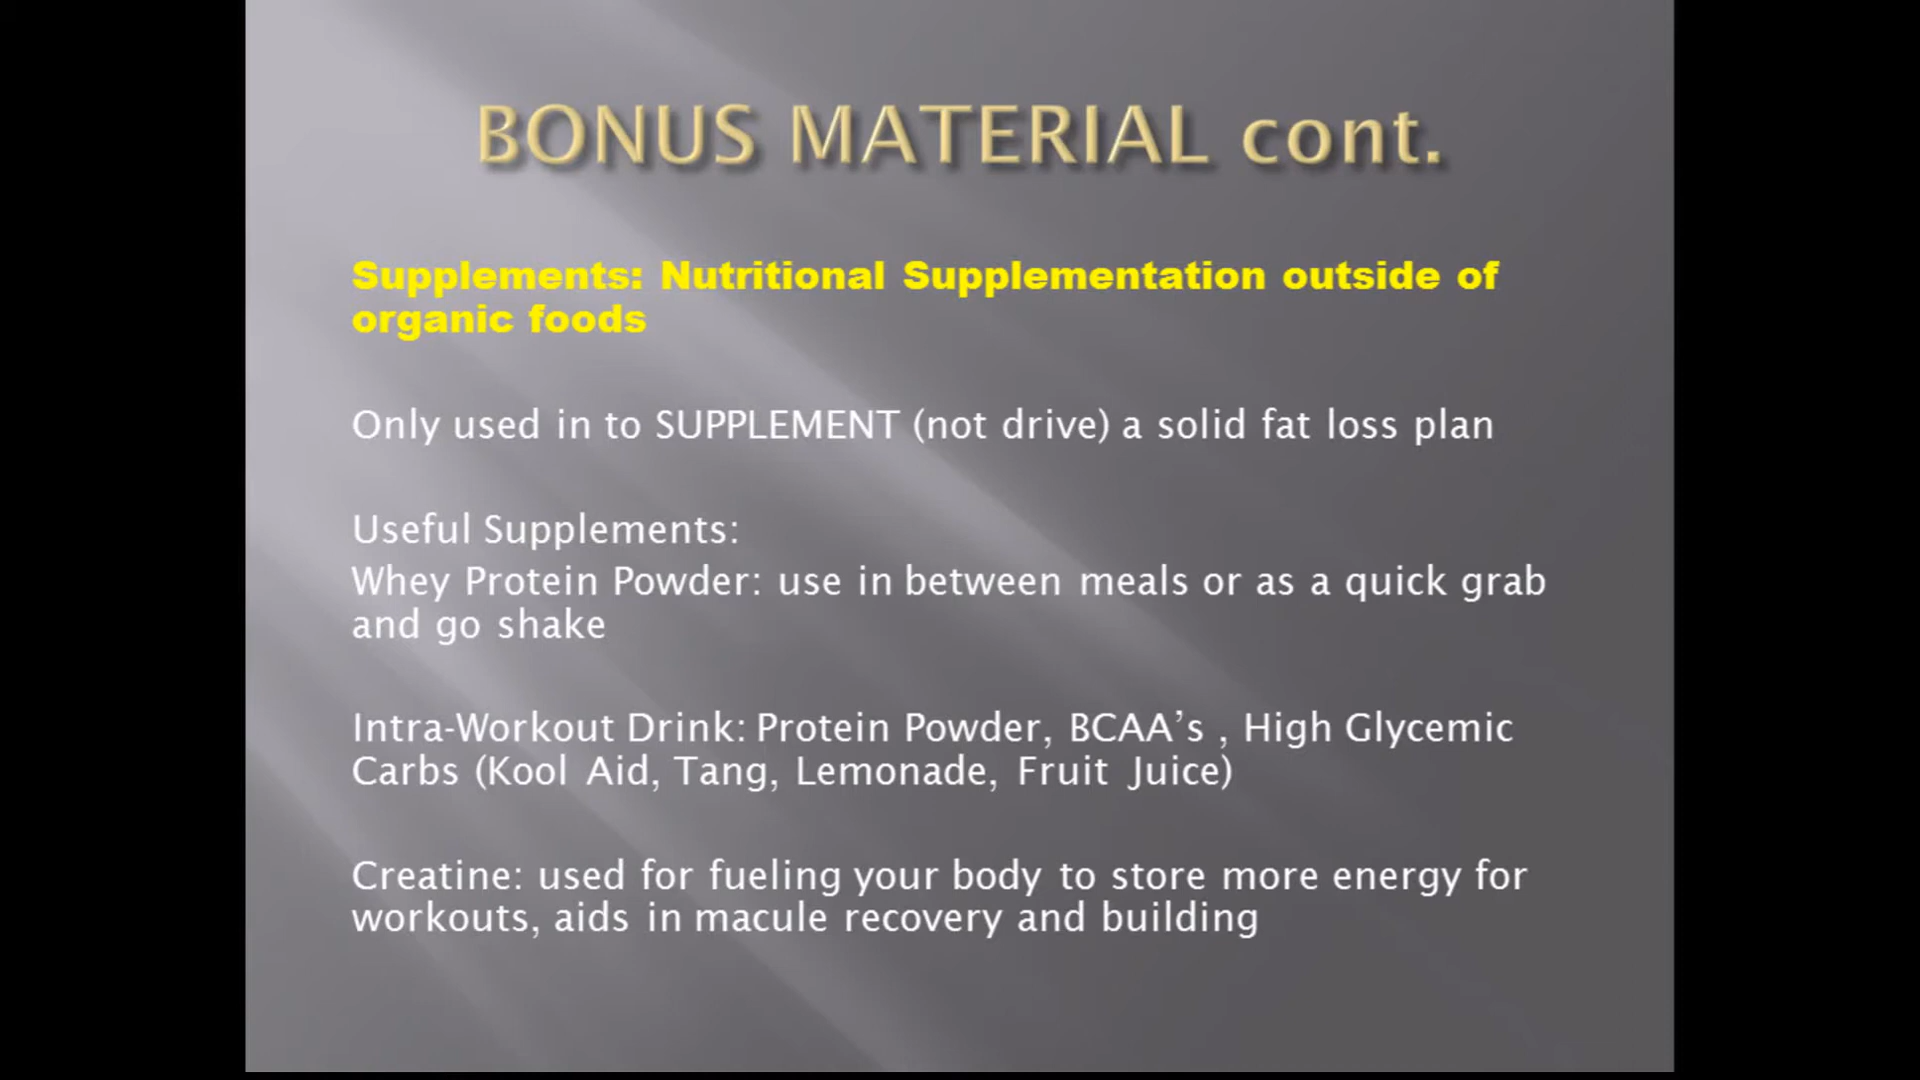 BONUS MATERIAL cont.
Supplements: Nutritional Supplementation outside of
organic foods
Only used in to SUPPLEMENT (not drive) a solid fat loss plan
Useful Supplements:
Whey Protein Powder: use in between meals or as a quick grab
and go shake
Intra-Workout Drink: Protein Powder, BCAA’s , High Glycemic
Carbs (Kool Aid, Tang, Lemonade, Fruit Juice)
Creatine: used for fueling your body to store more energy for
workouts, aids in macule recovery and building